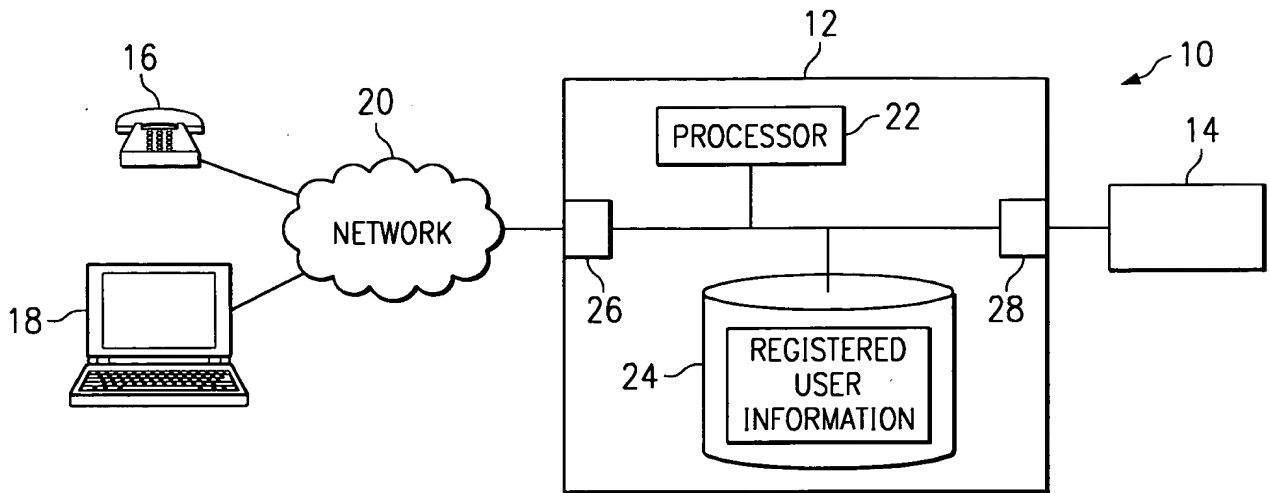 12
10
16
20
PROCESSOR
22
14
NETWORK
26
28
18
24
REGISTERED
USER
INFORMATION